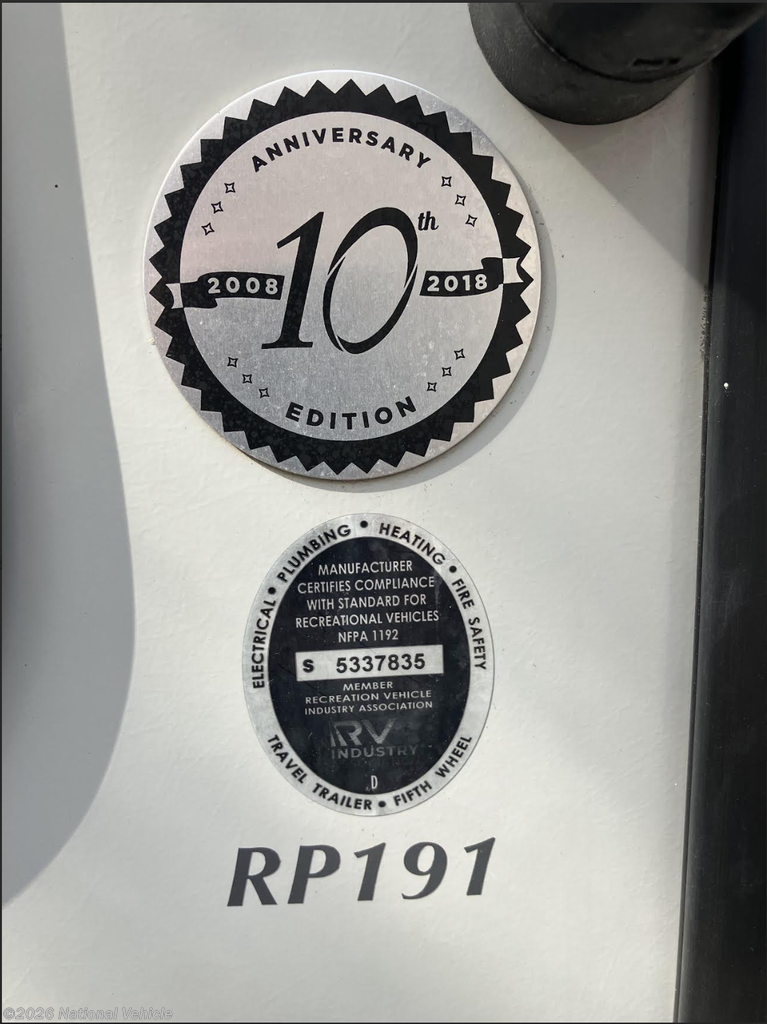 ANNIVERSARY
10th
2008
2018
EDITION
ELECTRICAL • PLUMBING • HEATING • FIRE SAFETY
MANUFACTURER
CERTIFIES COMPLIANCE
WITH STANDARD FOR
RECREATIONAL VEHICLES
NFPA 1192
S 5337835
MEMBER
RECREATION VEHICLE
INDUSTRY ASSOCIATION
RV
INDUSTRY
D
TRAVEL TRAILER • FIFTH WHEEL
RP191
©2026 National Vehicle